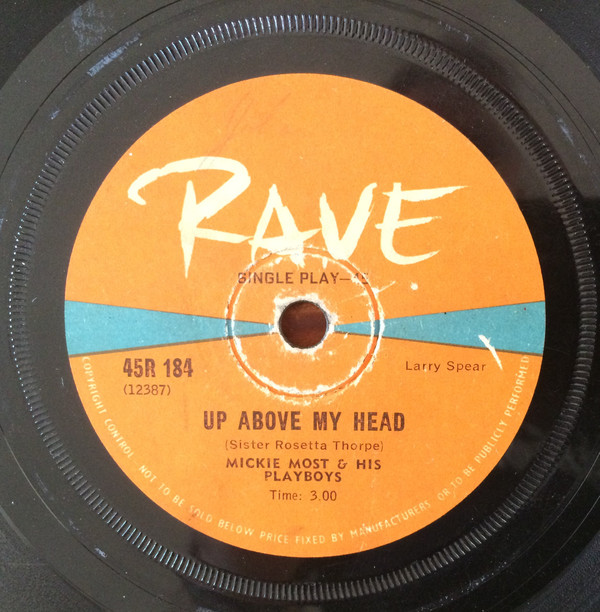 RAVE
SINGLE PLAY—45
45R 184
(12387)
Larry Spear
UP ABOVE MY HEAD
(Sister Rosetta Thorpe)
MICKIE MOST & HIS
PLAYBOYS
Time: 3.00
COPYRIGHT CONTROL. NOT TO BE SOLD BELOW PRICE FIXED BY MANUFACTURERS OR TO BE PUBLICLY PERFORMED